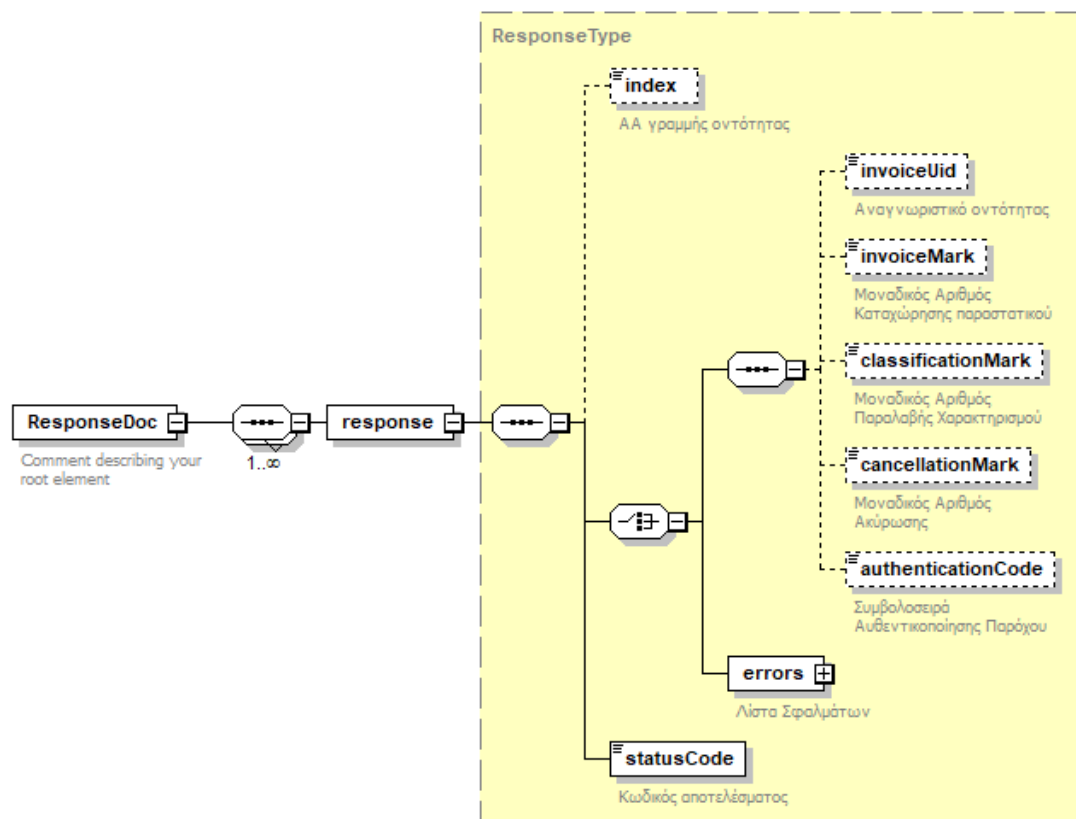 ResponseType
index
ΑΑ γραμμής οντότητας
invoiceUid
Αναγνωριστικό οντότητας
invoiceMark
Μοναδικός Αριθμός
Καταχώρησης παραστατικού
classificationMark
Μοναδικός Αριθμός
Παραλαβής Χαρακτηρισμού
ResponseDoc
Comment describing your
root element
1..∞
response
cancellationMark
Μοναδικός Αριθμός
Ακύρωσης
authenticationCode
Συμβολοσειρά
Αυθεντικοποίησης Παρόχου
errors
Λίστα Σφαλμάτων
statusCode
Κωδικός αποτελέσματος